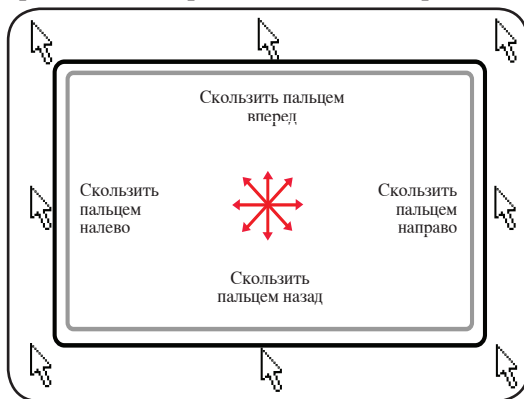 Скользить пальцем
вперед
Скользить
пальцем
налево
Скользить
пальцем
направо
Скользить
пальцем назад